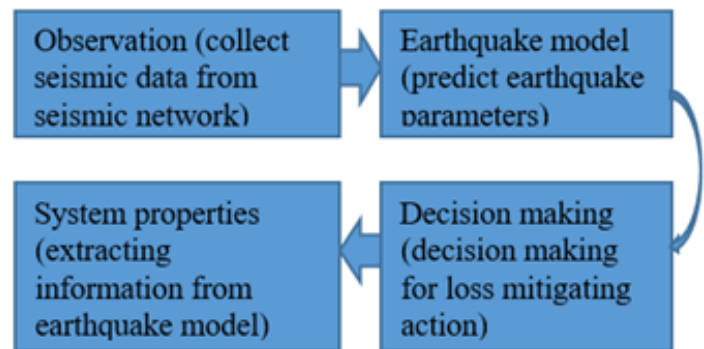 Observation (collect
seismic data from
seismic network)
Earthquake model
(predict earthquake
parameters)
Decision making
(decision making
for loss mitigating
action)
System properties
(extracting
information from
earthquake model)